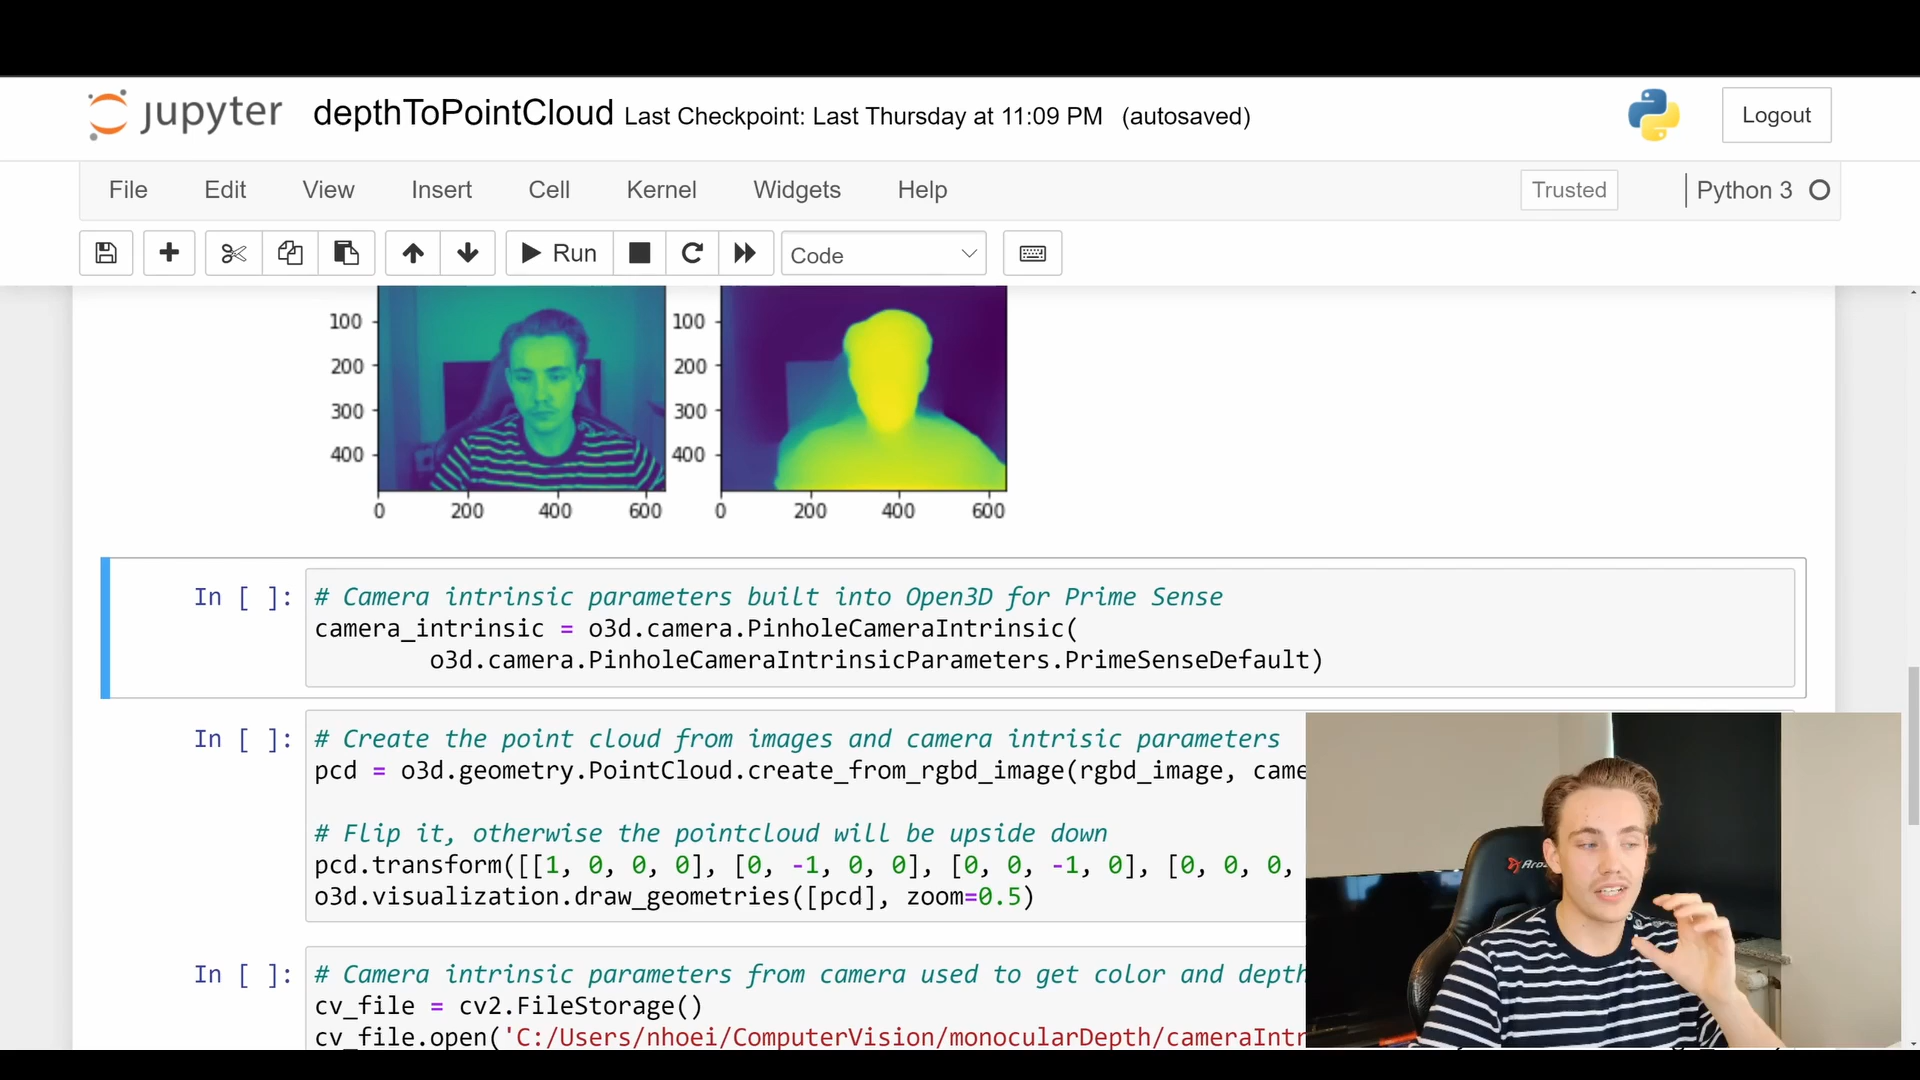 jupyter depthToPointCloud Last Checkpoint: Last Thursday at 11:09 PM (autosaved) Logout
File Edit View Insert Cell Kernel Widgets Help Trusted Python 3
Run Code
100 100
200 200
300 300
400 400
0 200 400 600 0 200 400 600
In [ ]: # Camera intrinsic parameters built into Open3D for Prime Sense
camera_intrinsic = o3d.camera.PinholeCameraIntrinsic(
o3d.camera.PinholeCameraIntrinsicParameters.PrimeSenseDefault)
In [ ]: # Create the point cloud from images and camera intrisic parameters
pcd = o3d.geometry.PointCloud.create_from_rgbd_image(rgbd_image, came
# Flip it, otherwise the pointcloud will be upside down
pcd.transform([[1, 0, 0, 0], [0, -1, 0, 0], [0, 0, -1, 0], [0, 0, 0,
o3d.visualization.draw_geometries([pcd], zoom=0.5)
In [ ]: # Camera intrinsic parameters from camera used to get color and depth
cv_file = cv2.FileStorage()
cv_file.open('C:/Users/nhoei/ComputerVision/monocularDepth/cameraIntr